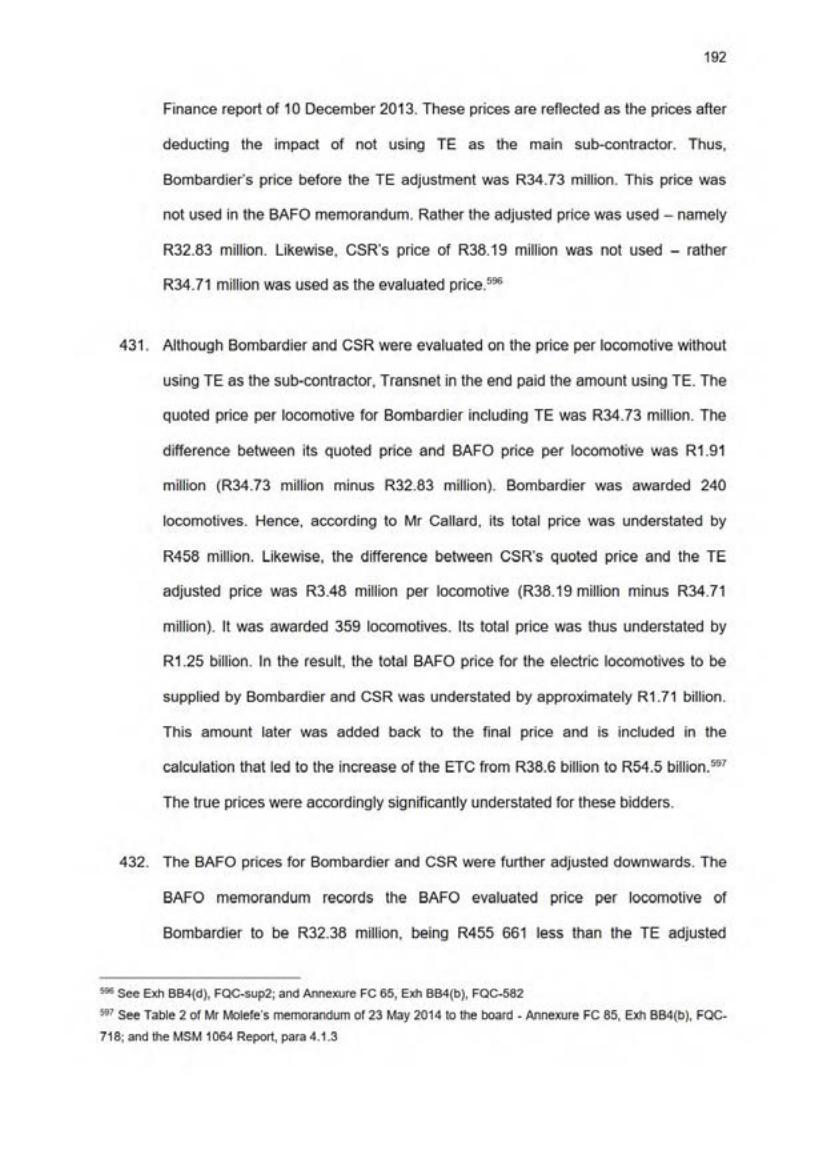 192
Finance report of 10 December 2013. These prices are reflected as the prices after
deducting the impact of not using TE as the main sub-contractor. Thus,
Bombardier's price before the TE adjustment was R34.73 million. This price was
not used in the BAFO memorandum. Rather the adjusted price was used – namely
R32.83 million. Likewise, CSR's price of R38.19 million was not used – rather
R34.71 million was used as the evaluated price.596
431. Although Bombardier and CSR were evaluated on the price per locomotive without
using TE as the sub-contractor, Transnet in the end paid the amount using TE. The
quoted price per locomotive for Bombardier including TE was R34.73 million. The
difference between its quoted price and BAFO price per locomotive was R1.91
million (R34.73 million minus R32.83 million). Bombardier was awarded 240
locomotives. Hence, according to Mr Callard, its total price was understated by
R458 million. Likewise, the difference between CSR's quoted price and the TE
adjusted price was R3.48 million per locomotive (R38.19 million minus R34.71
million). It was awarded 359 locomotives. Its total price was thus understated by
R1.25 billion. In the result, the total BAFO price for the electric locomotives to be
supplied by Bombardier and CSR was understated by approximately R1.71 billion.
This amount later was added back to the final price and is included in the
calculation that led to the increase of the ETC from R38.6 billion to R54.5 billion.597
The true prices were accordingly significantly understated for these bidders.
432. The BAFO prices for Bombardier and CSR were further adjusted downwards. The
BAFO memorandum records the BAFO evaluated price per locomotive of
Bombardier to be R32.38 million, being R455 661 less than the TE adjusted
596 See Exh BB4(d), FQC-sup2; and Annexure FC 65, Exh BB4(b), FQC-582
597 See Table 2 of Mr Molefe's memorandum of 23 May 2014 to the board - Annexure FC 85, Exh BB4(b), FQC-
718; and the MSM 1064 Report, para 4.1.3